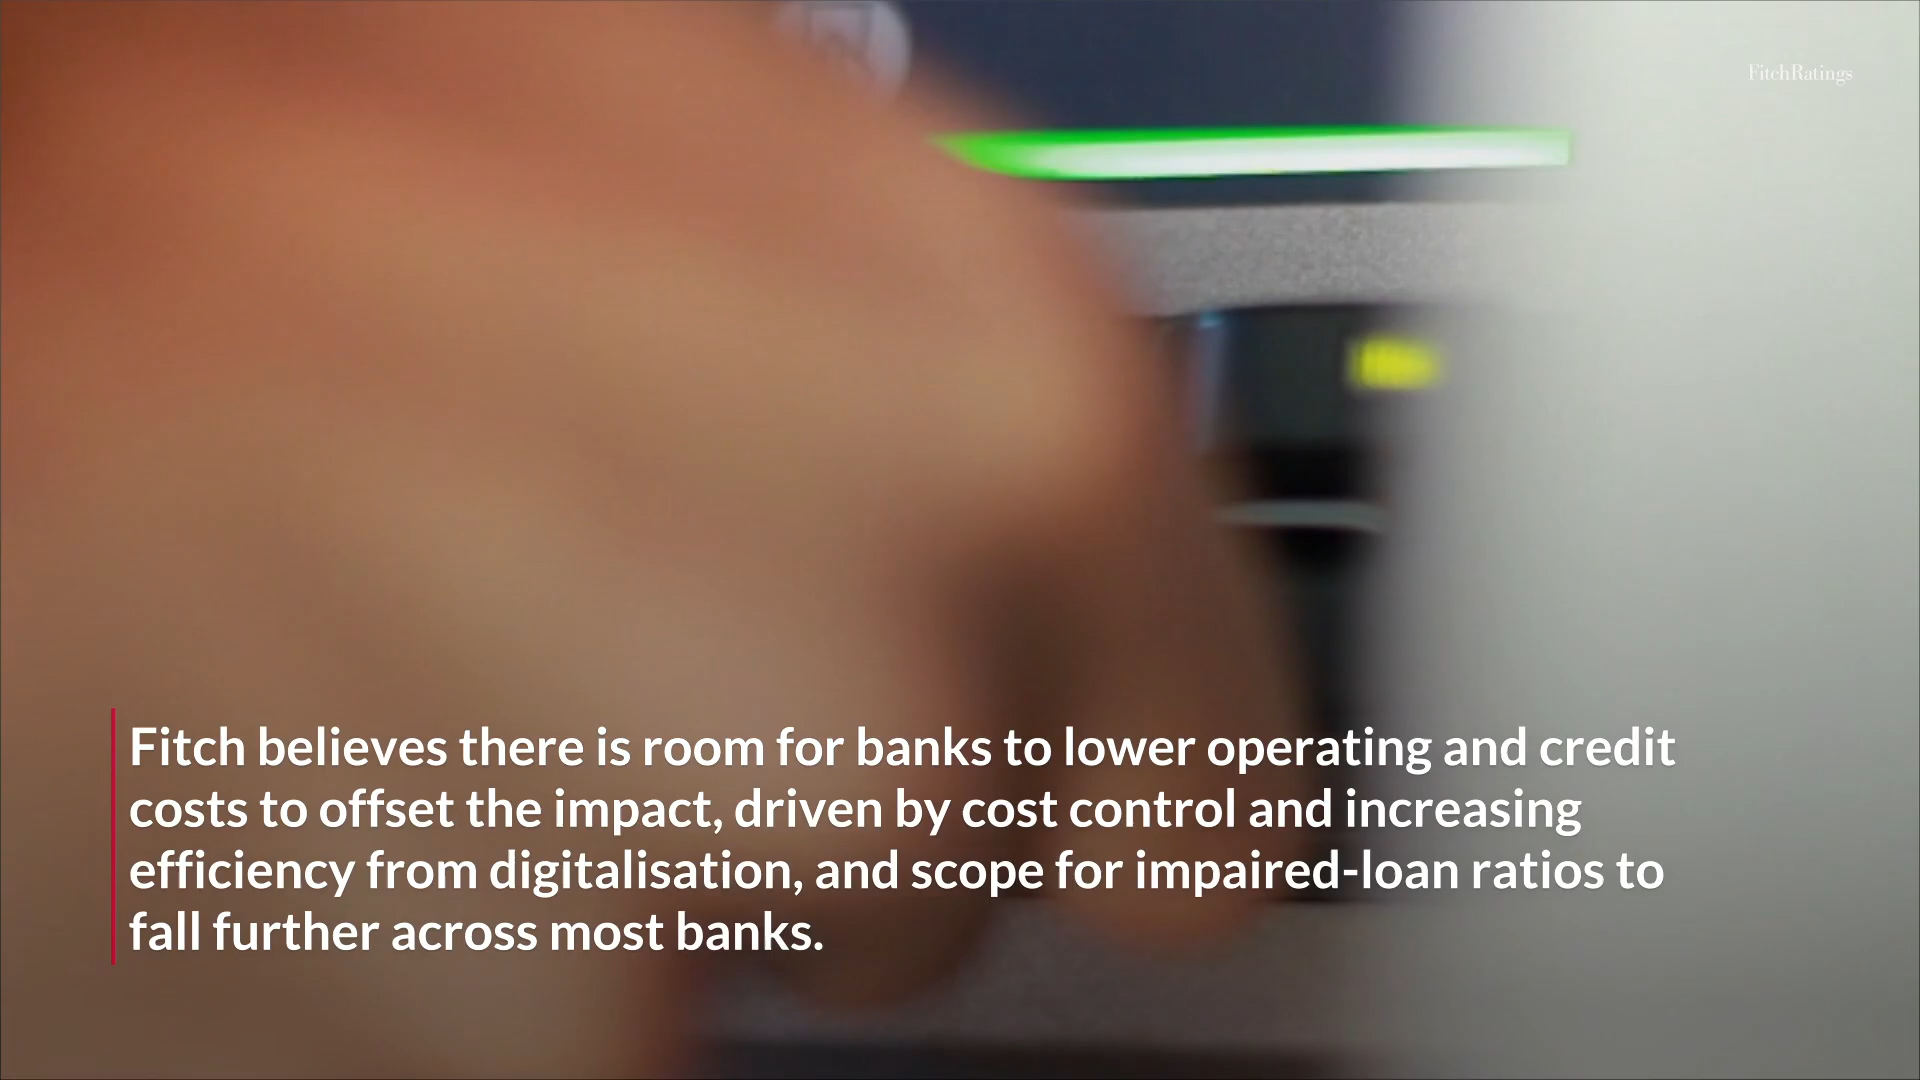 FitchRatings
Fitch believes there is room for banks to lower operating and credit
costs to offset the impact, driven by cost control and increasing
efficiency from digitalisation, and scope for impaired-loan ratios to
fall further across most banks.